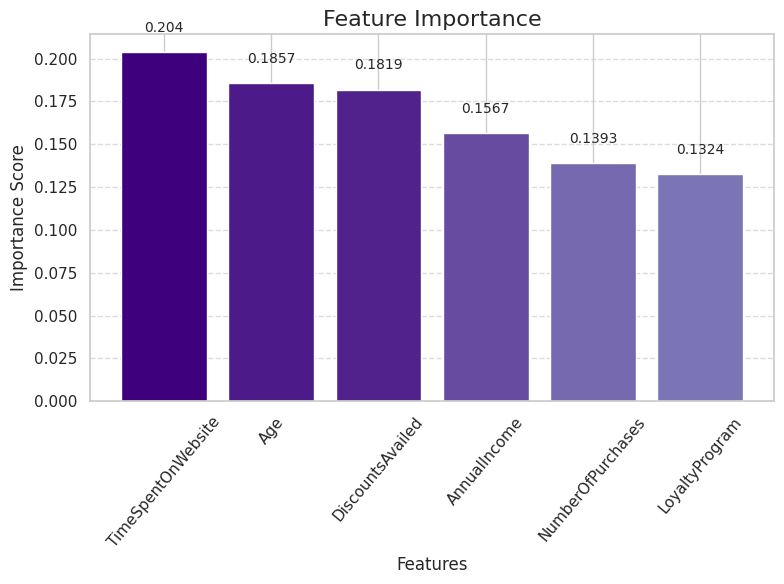 Feature Importance
0.204
0.1857
0.1819
0.1567
0.1393
0.1324
Importance Score
0.200
0.175
0.150
0.125
0.100
0.075
0.050
0.025
0.000
TimeSpentOnWebsite
Age
DiscountsAvailed
AnnualIncome
NumberOfPurchases
LoyaltyProgram
Features